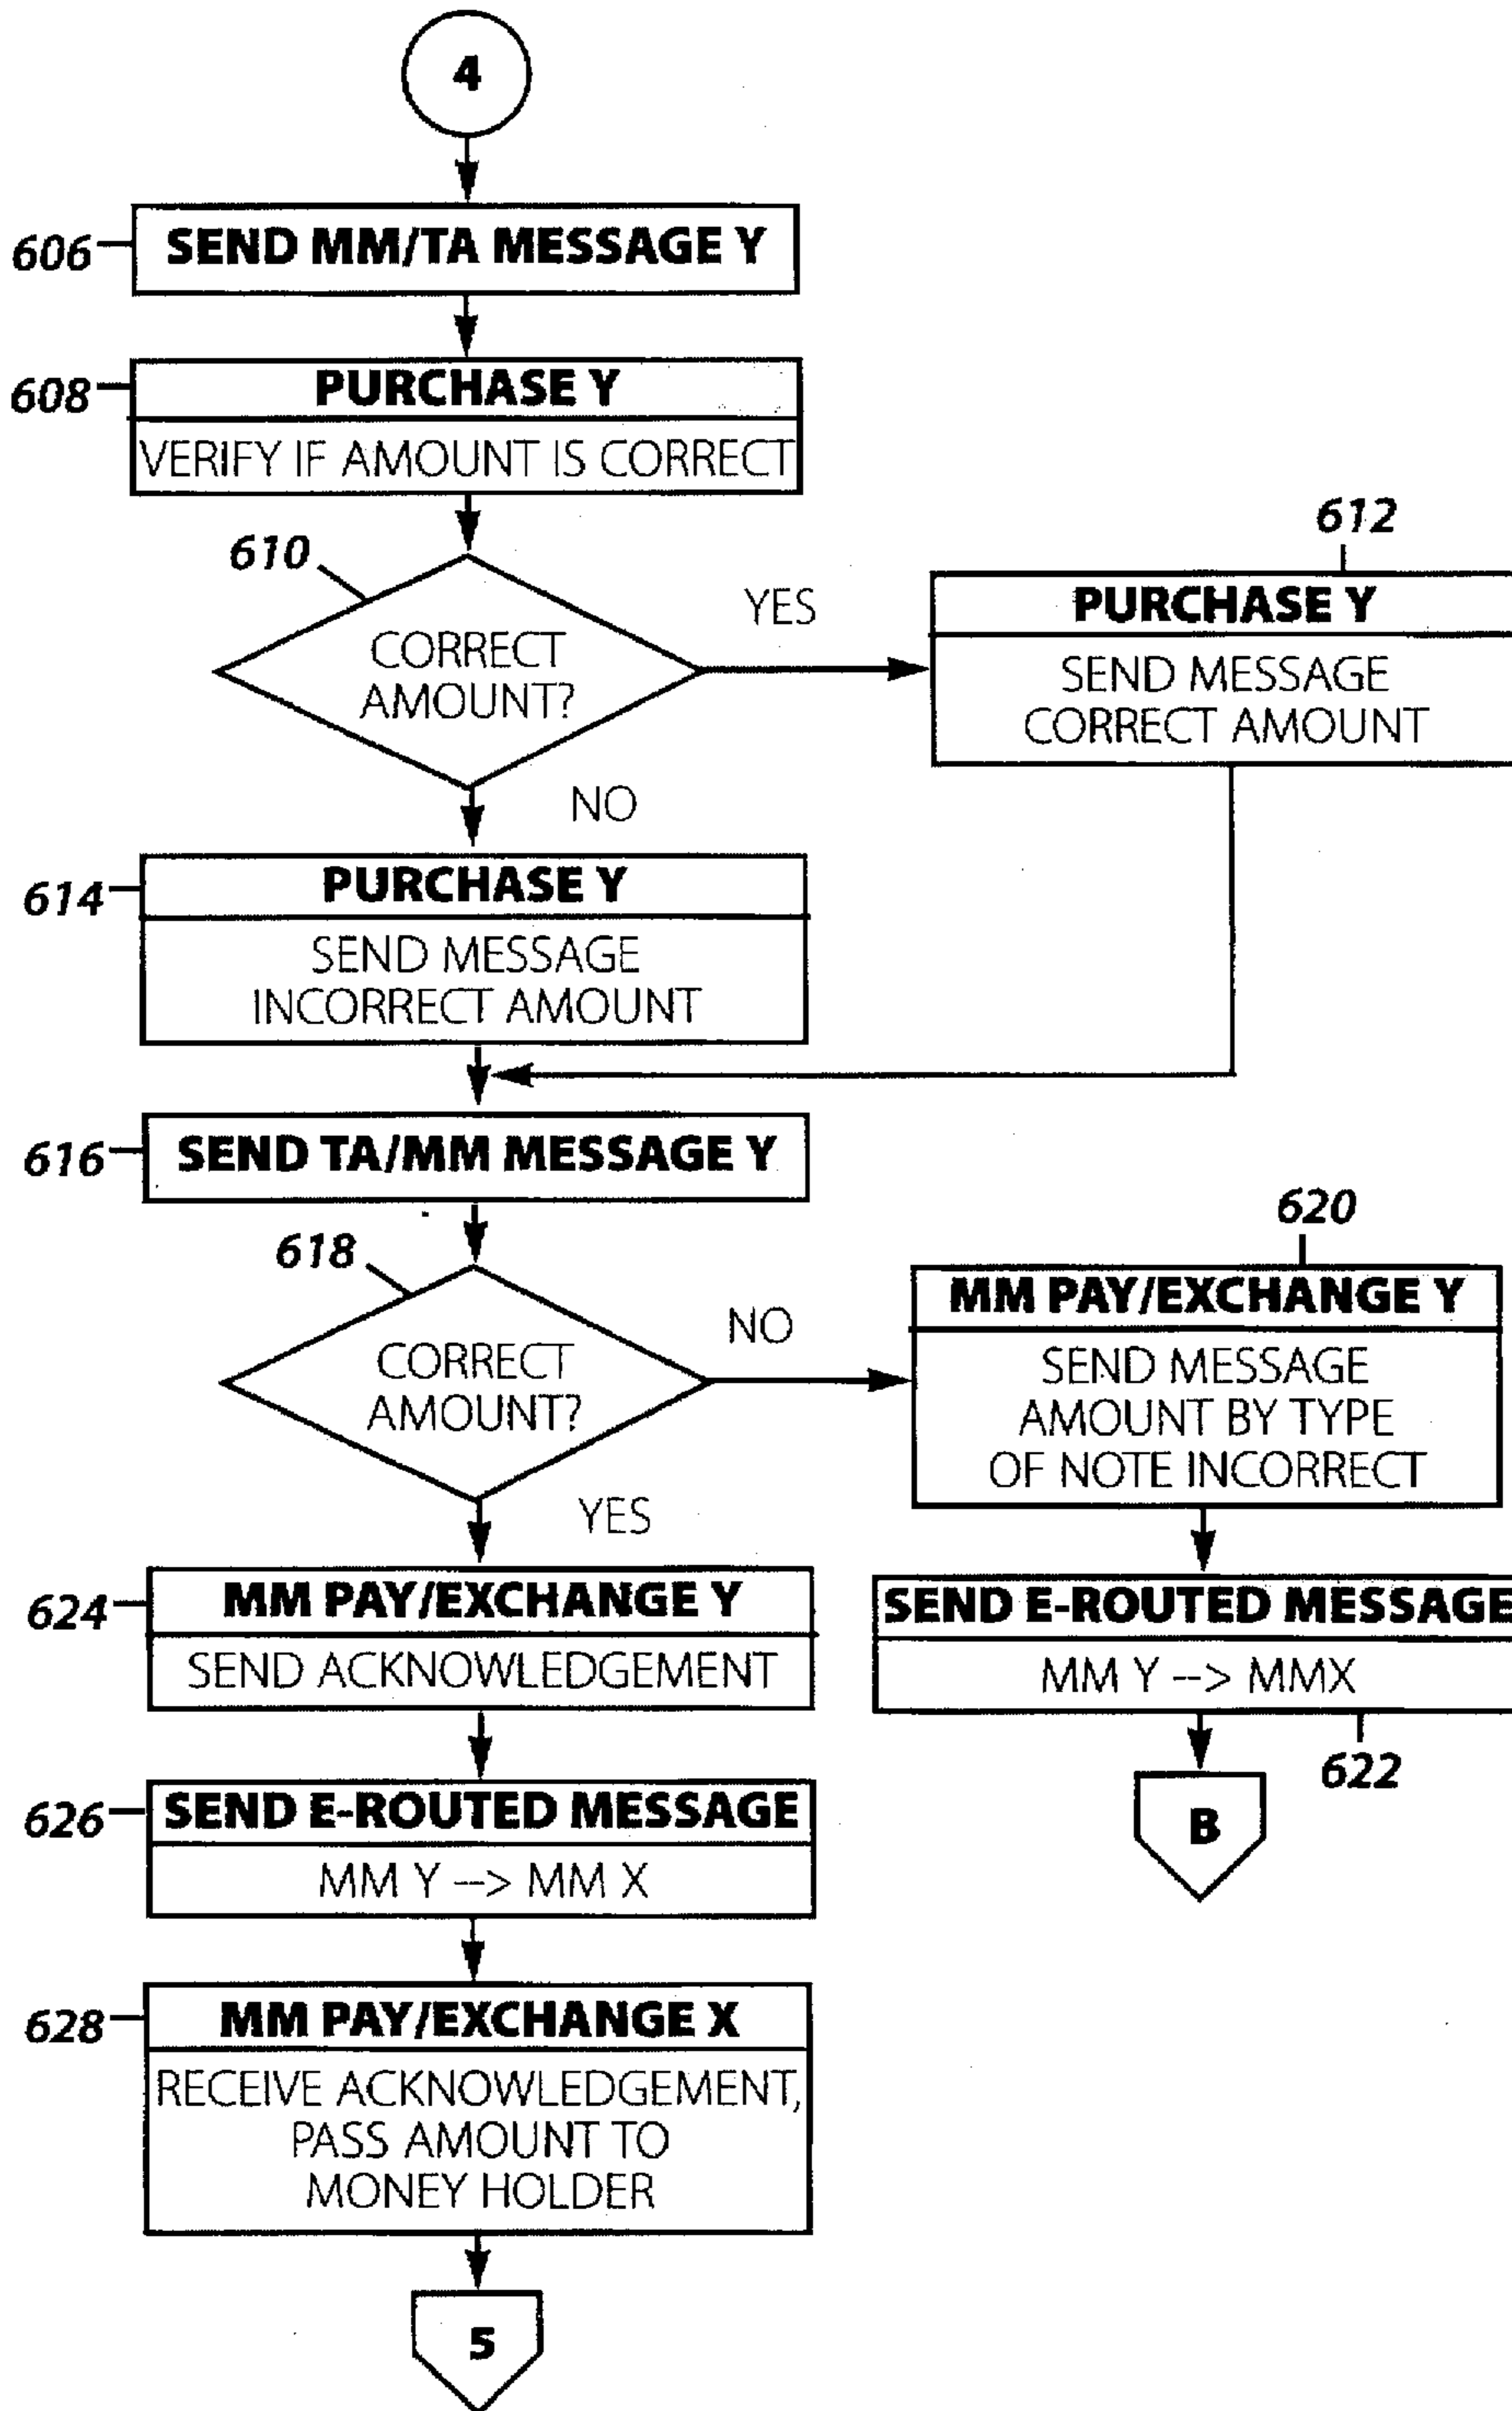 4
606
SEND MM/TA MESSAGE Y
608
PURCHASE Y
VERIFY IF AMOUNT IS CORRECT
610
CORRECT
AMOUNT?
YES
612
PURCHASE Y
SEND MESSAGE
CORRECT AMOUNT
NO
614
PURCHASE Y
SEND MESSAGE
INCORRECT AMOUNT
616
SEND TA/MM MESSAGE Y
618
CORRECT
AMOUNT?
NO
620
MM PAY/EXCHANGE Y
SEND MESSAGE
AMOUNT BY TYPE
OF NOTE INCORRECT
SEND E-ROUTED MESSAGE
MM Y --> MMX
622
B
YES
624
MM PAY/EXCHANGE Y
SEND ACKNOWLEDGEMENT
626
SEND E-ROUTED MESSAGE
MM Y --> MM X
628
MM PAY/EXCHANGE X
RECEIVE ACKNOWLEDGEMENT,
PASS AMOUNT TO
MONEY HOLDER
5